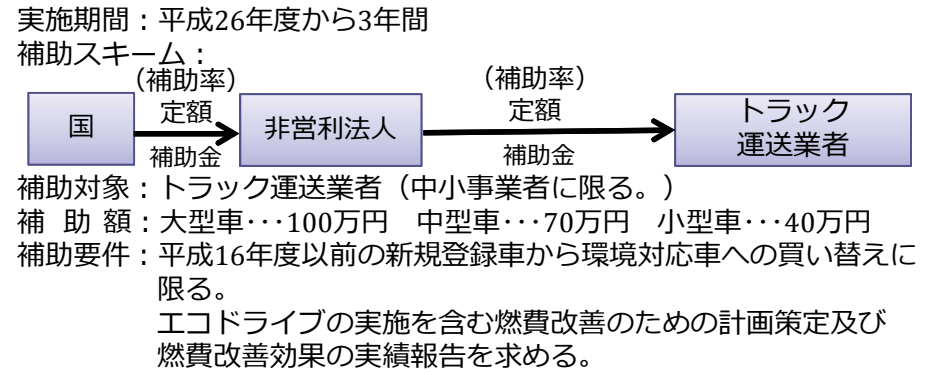 実施期間：平成26年度から3年間
補助スキーム：
（補助率）
定額
補助金
（補助率）
定額
補助金
国
非営利法人
トラック
運送業者
補助対象：トラック運送業者（中小事業者に限る。）
補 助 額：大型車･･･100万円　中型車･･･70万円　小型車･･･40万円
補助要件：平成16年度以前の新規登録車から環境対応車への買い替えに
限る。
エコドライブの実施を含む燃費改善のための計画策定及び
燃費改善効果の実績報告を求める。